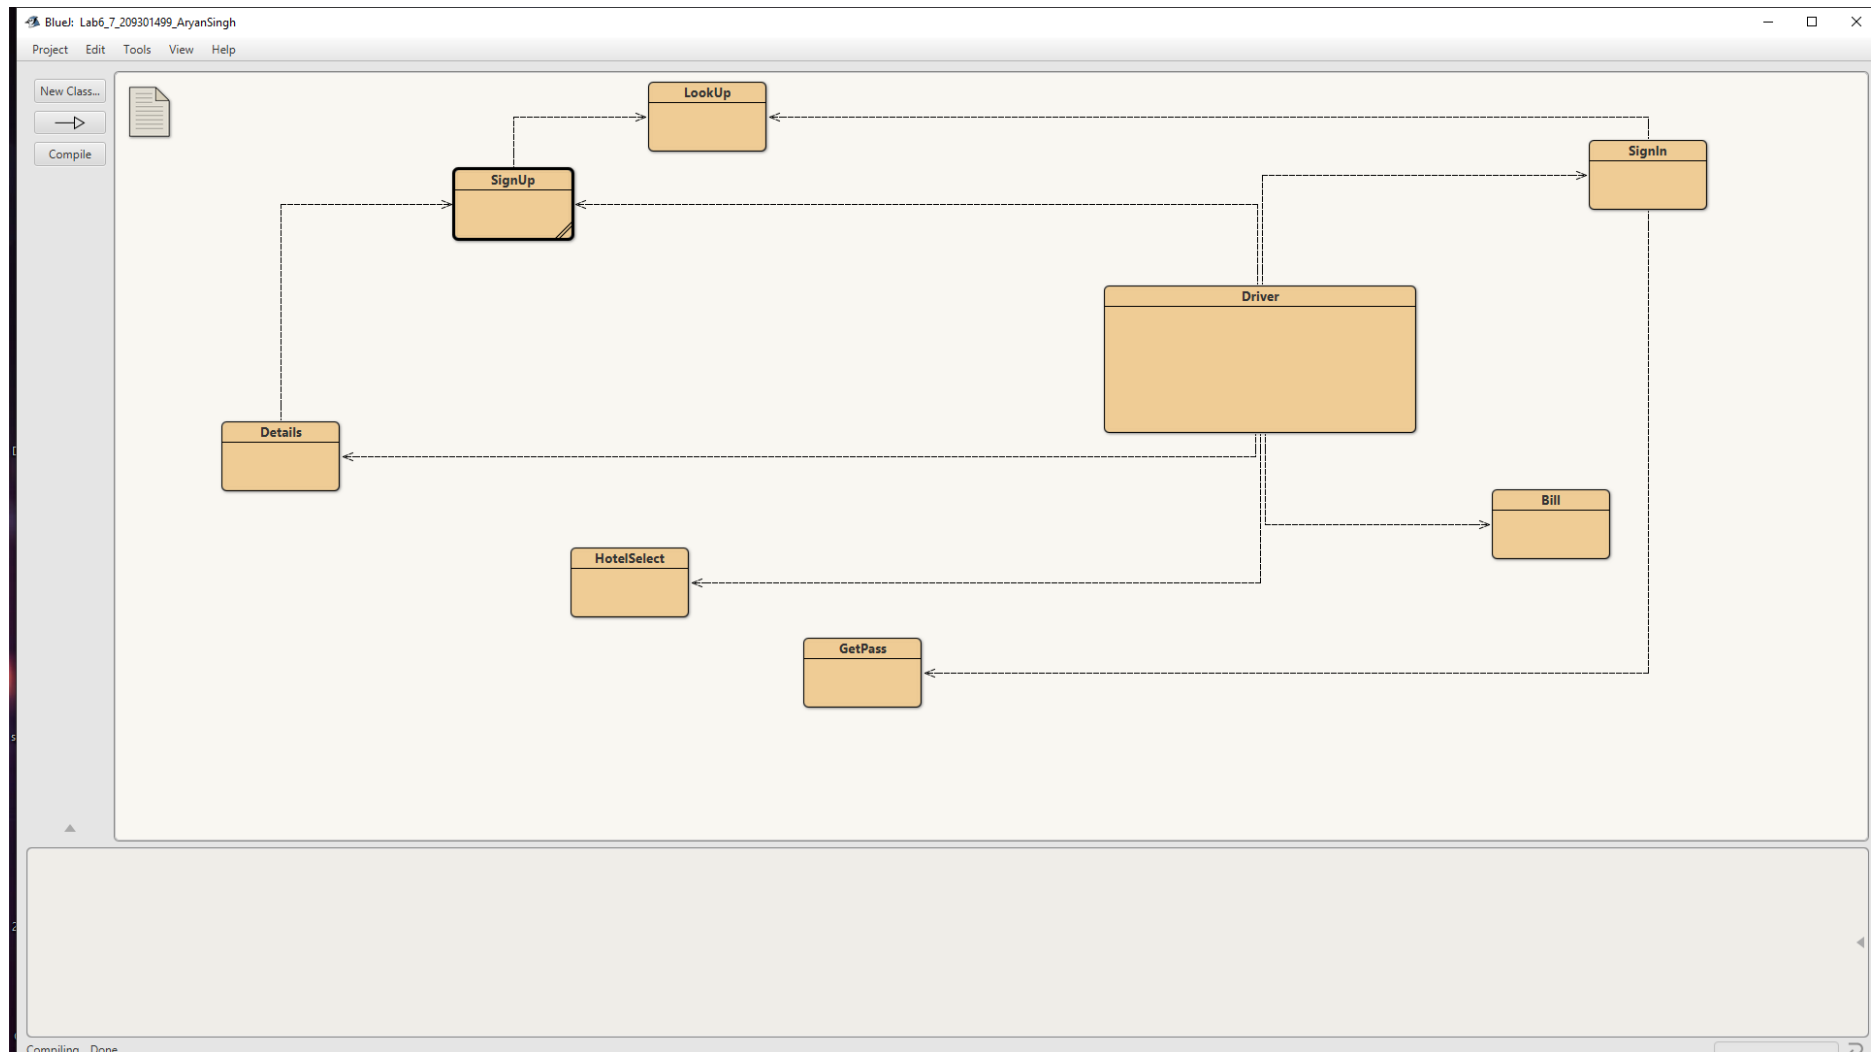 BlueJ: Lab6_7_209301499_AryanSingh
Project Edit Tools View Help
New Class...
Compile
LookUp
SignIn
SignUp
Driver
Details
Bill
HotelSelect
GetPass
Compiling... Done